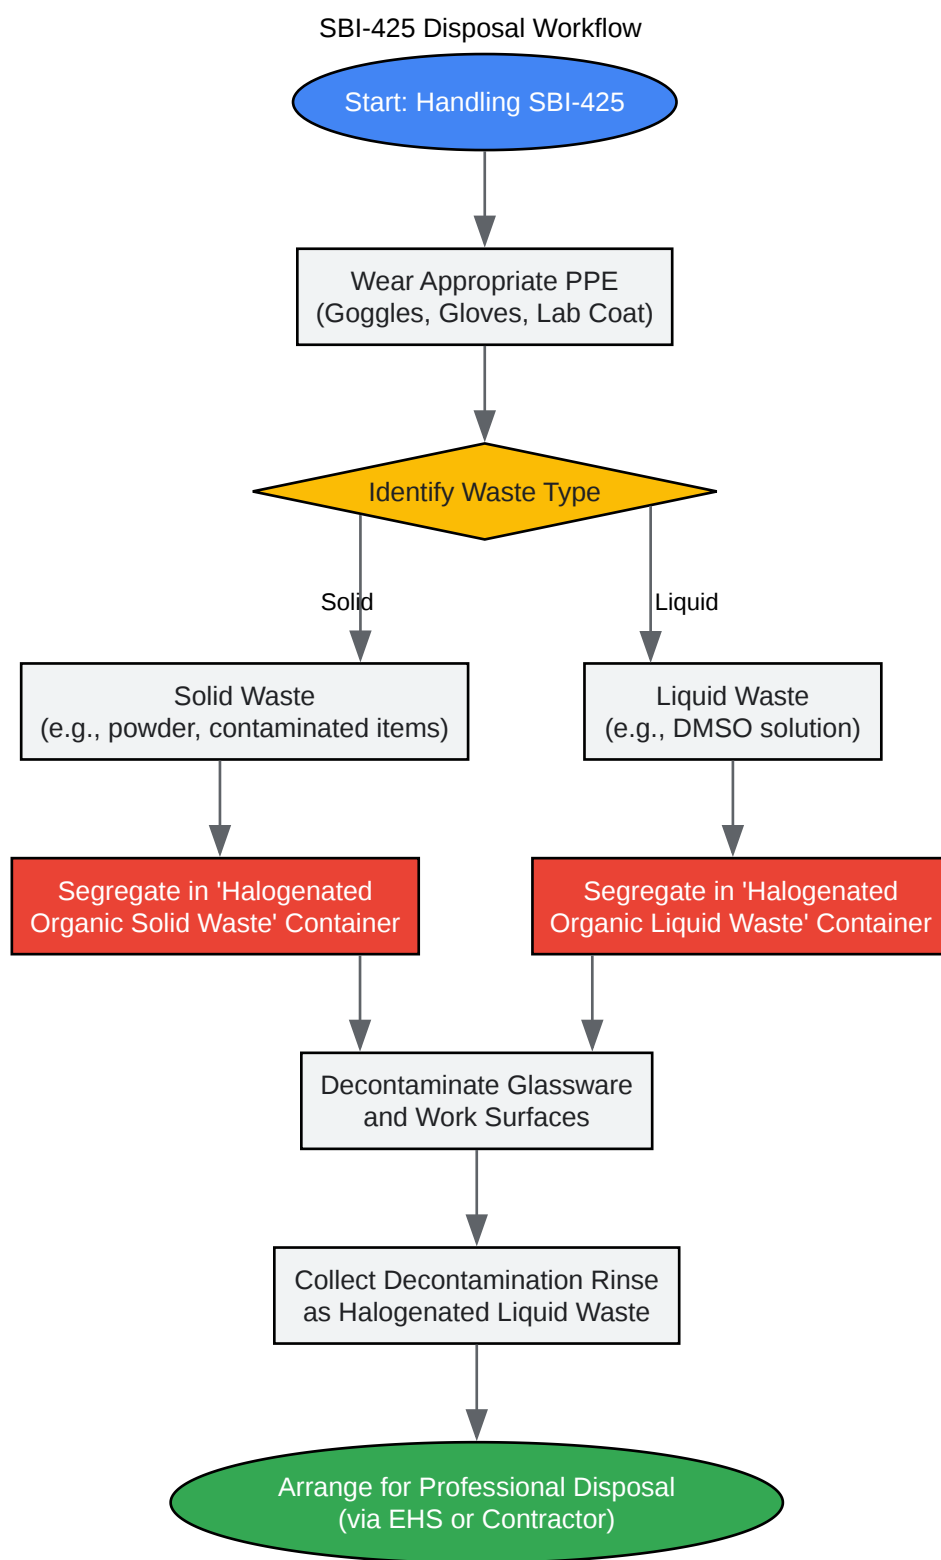 SBI-425 Disposal Workflow
Start: Handling SBI-425
Wear Appropriate PPE
(Goggles, Gloves, Lab Coat)
Identify Waste Type
Solid
Liquid
Solid Waste
(e.g., powder, contaminated items)
Liquid Waste
(e.g., DMSO solution)
Segregate in 'Halogenated
Organic Solid Waste' Container
Segregate in 'Halogenated
Organic Liquid Waste' Container
Decontaminate Glassware
and Work Surfaces
Collect Decontamination Rinse
as Halogenated Liquid Waste
Arrange for Professional Disposal
(via EHS or Contractor)